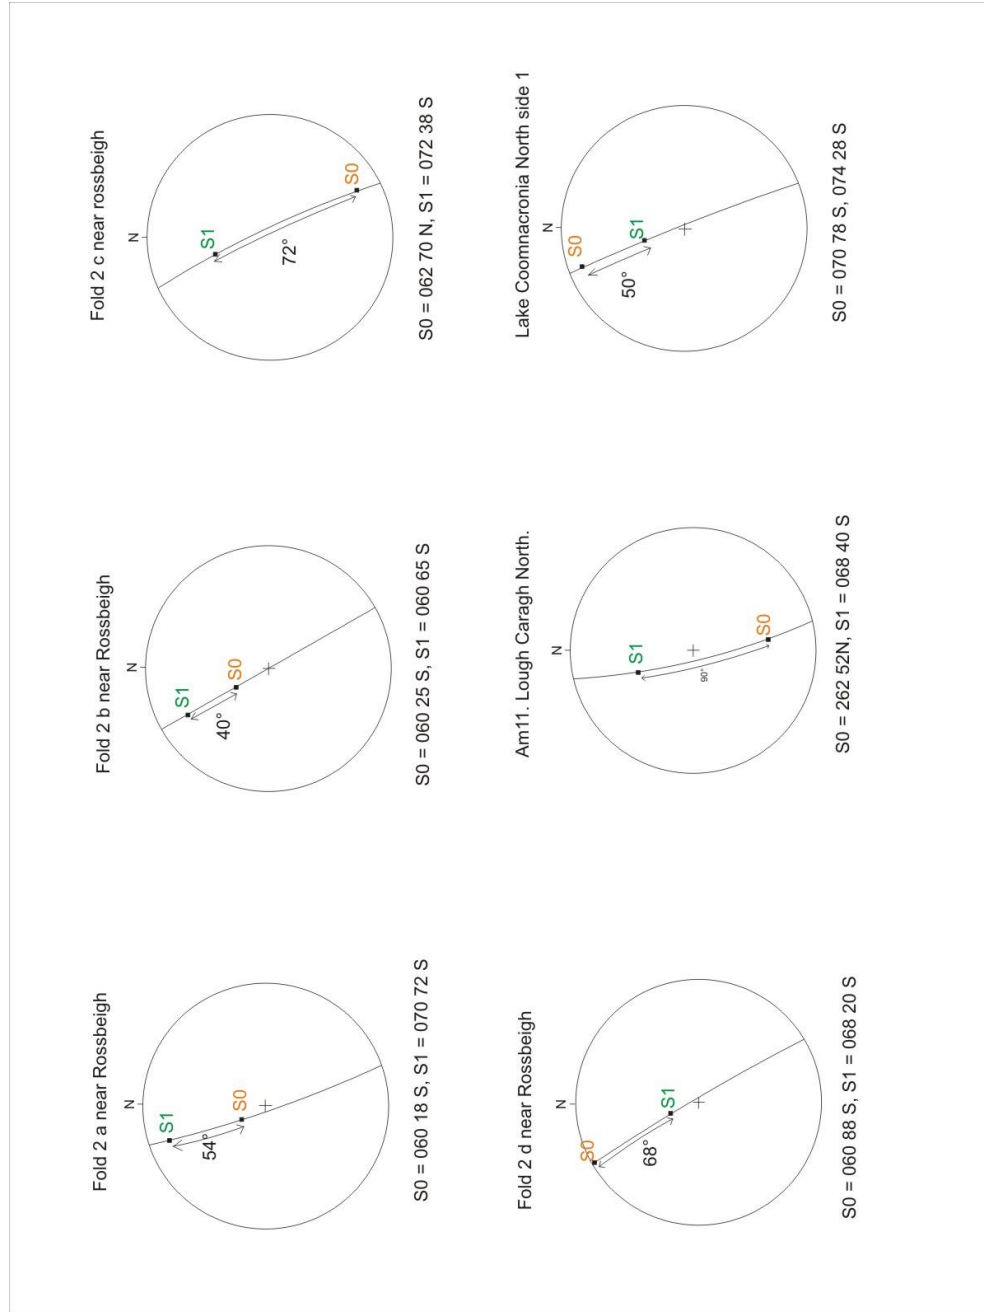 Fold 2 a near Rossbeigh
N
S1
S0
54°
S0 = 060 18 S, S1 = 070 72 S
Fold 2 b near Rossbeigh
N
S1
S0
40°
S0 = 060 25 S, S1 = 060 65 S
Fold 2 c near rossbeigh
N
S1
S0
72°
S0 = 062 70 N, S1 = 072 38 S
Fold 2 d near Rossbeigh
N
S0
S1
68°
S0 = 060 88 S, S1 = 068 20 S
Am11. Lough Caragh North.
N
S1
S0
90°
S0 = 262 52N, S1 = 068 40 S
Lake Coomnacronia North side 1
N
S0
S1
50°
S0 = 070 78 S, 074 28 S